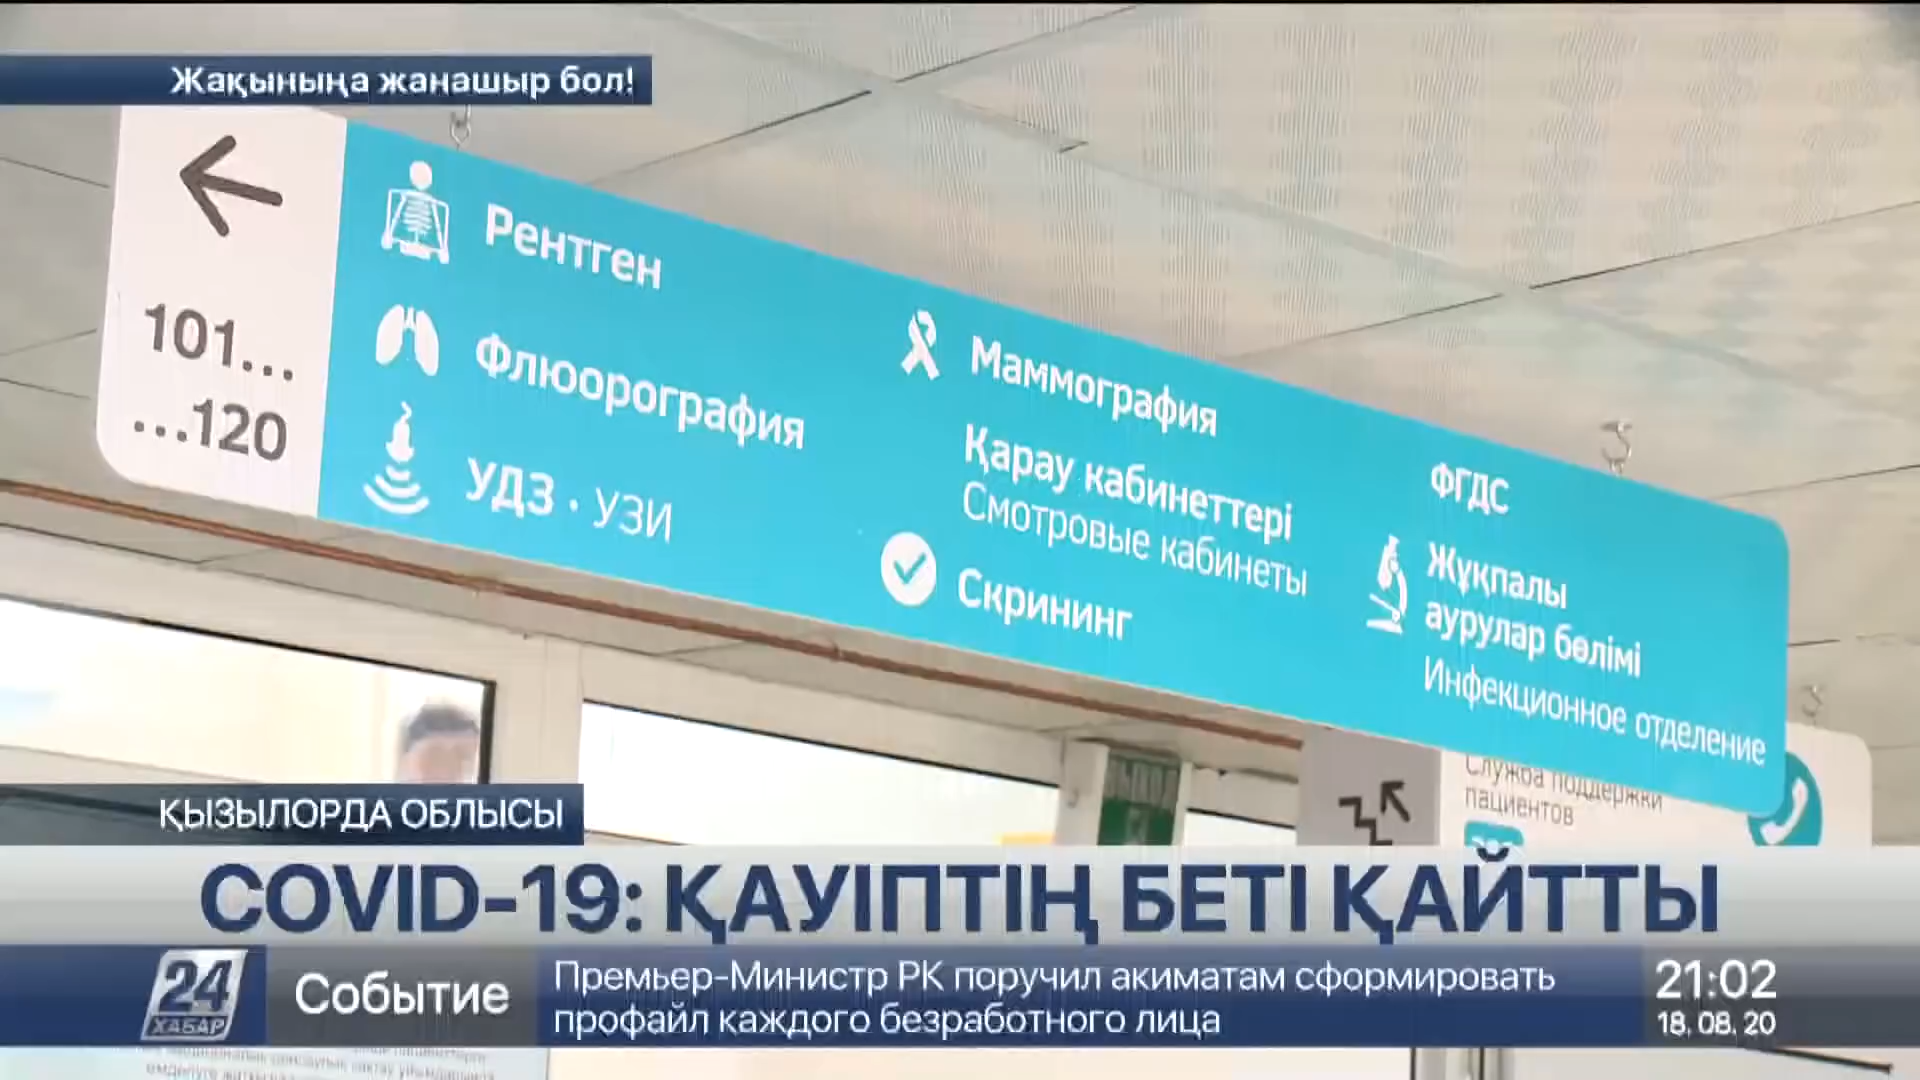 Жақыныңа жанашыр бол!
101...
...120
Рентген
Флюорография
УДЗ · УЗИ
Маммография
Қарау кабинеттері
Смотровые кабинеты
Скрининг
ФГДС
Жұқпалы
аурулар бөлімі
Инфекционное отделение
Служба поддержки
пациентов
ҚЫЗЫЛОРДА ОБЛЫСЫ
COVID-19: ҚАУІПТІҢ БЕТІ ҚАЙТТЫ
24
ХАБАР
Событие
Премьер-Министр РК поручил акиматам сформировать
профайл каждого безработного лица
21:02
18.08.20